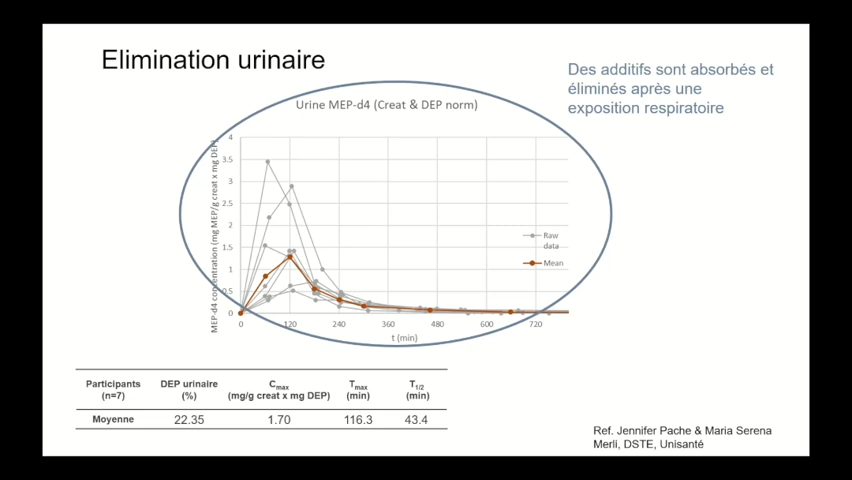 Elimination urinaire
Des additifs sont absorbés et
éliminés après une
exposition respiratoire
Urine MEP-d4 (Creat & DEP norm)
MEP-d4 concentration (mg MEP/g creat x mg DEP)
4
3.5
3
2.5
2
1.5
1
0.5
0
0 120 240 360 480 600 720
t (min)
Raw
data
Mean
Participants
(n=7)
DEP urinaire
(%)
Cmax
(mg/g creat x mg DEP)
Tmax
(min)
T1/2
(min)
Moyenne 22.35 1.70 116.3 43.4
Ref. Jennifer Pache & Maria Serena
Merli, DSTE, Unisanté